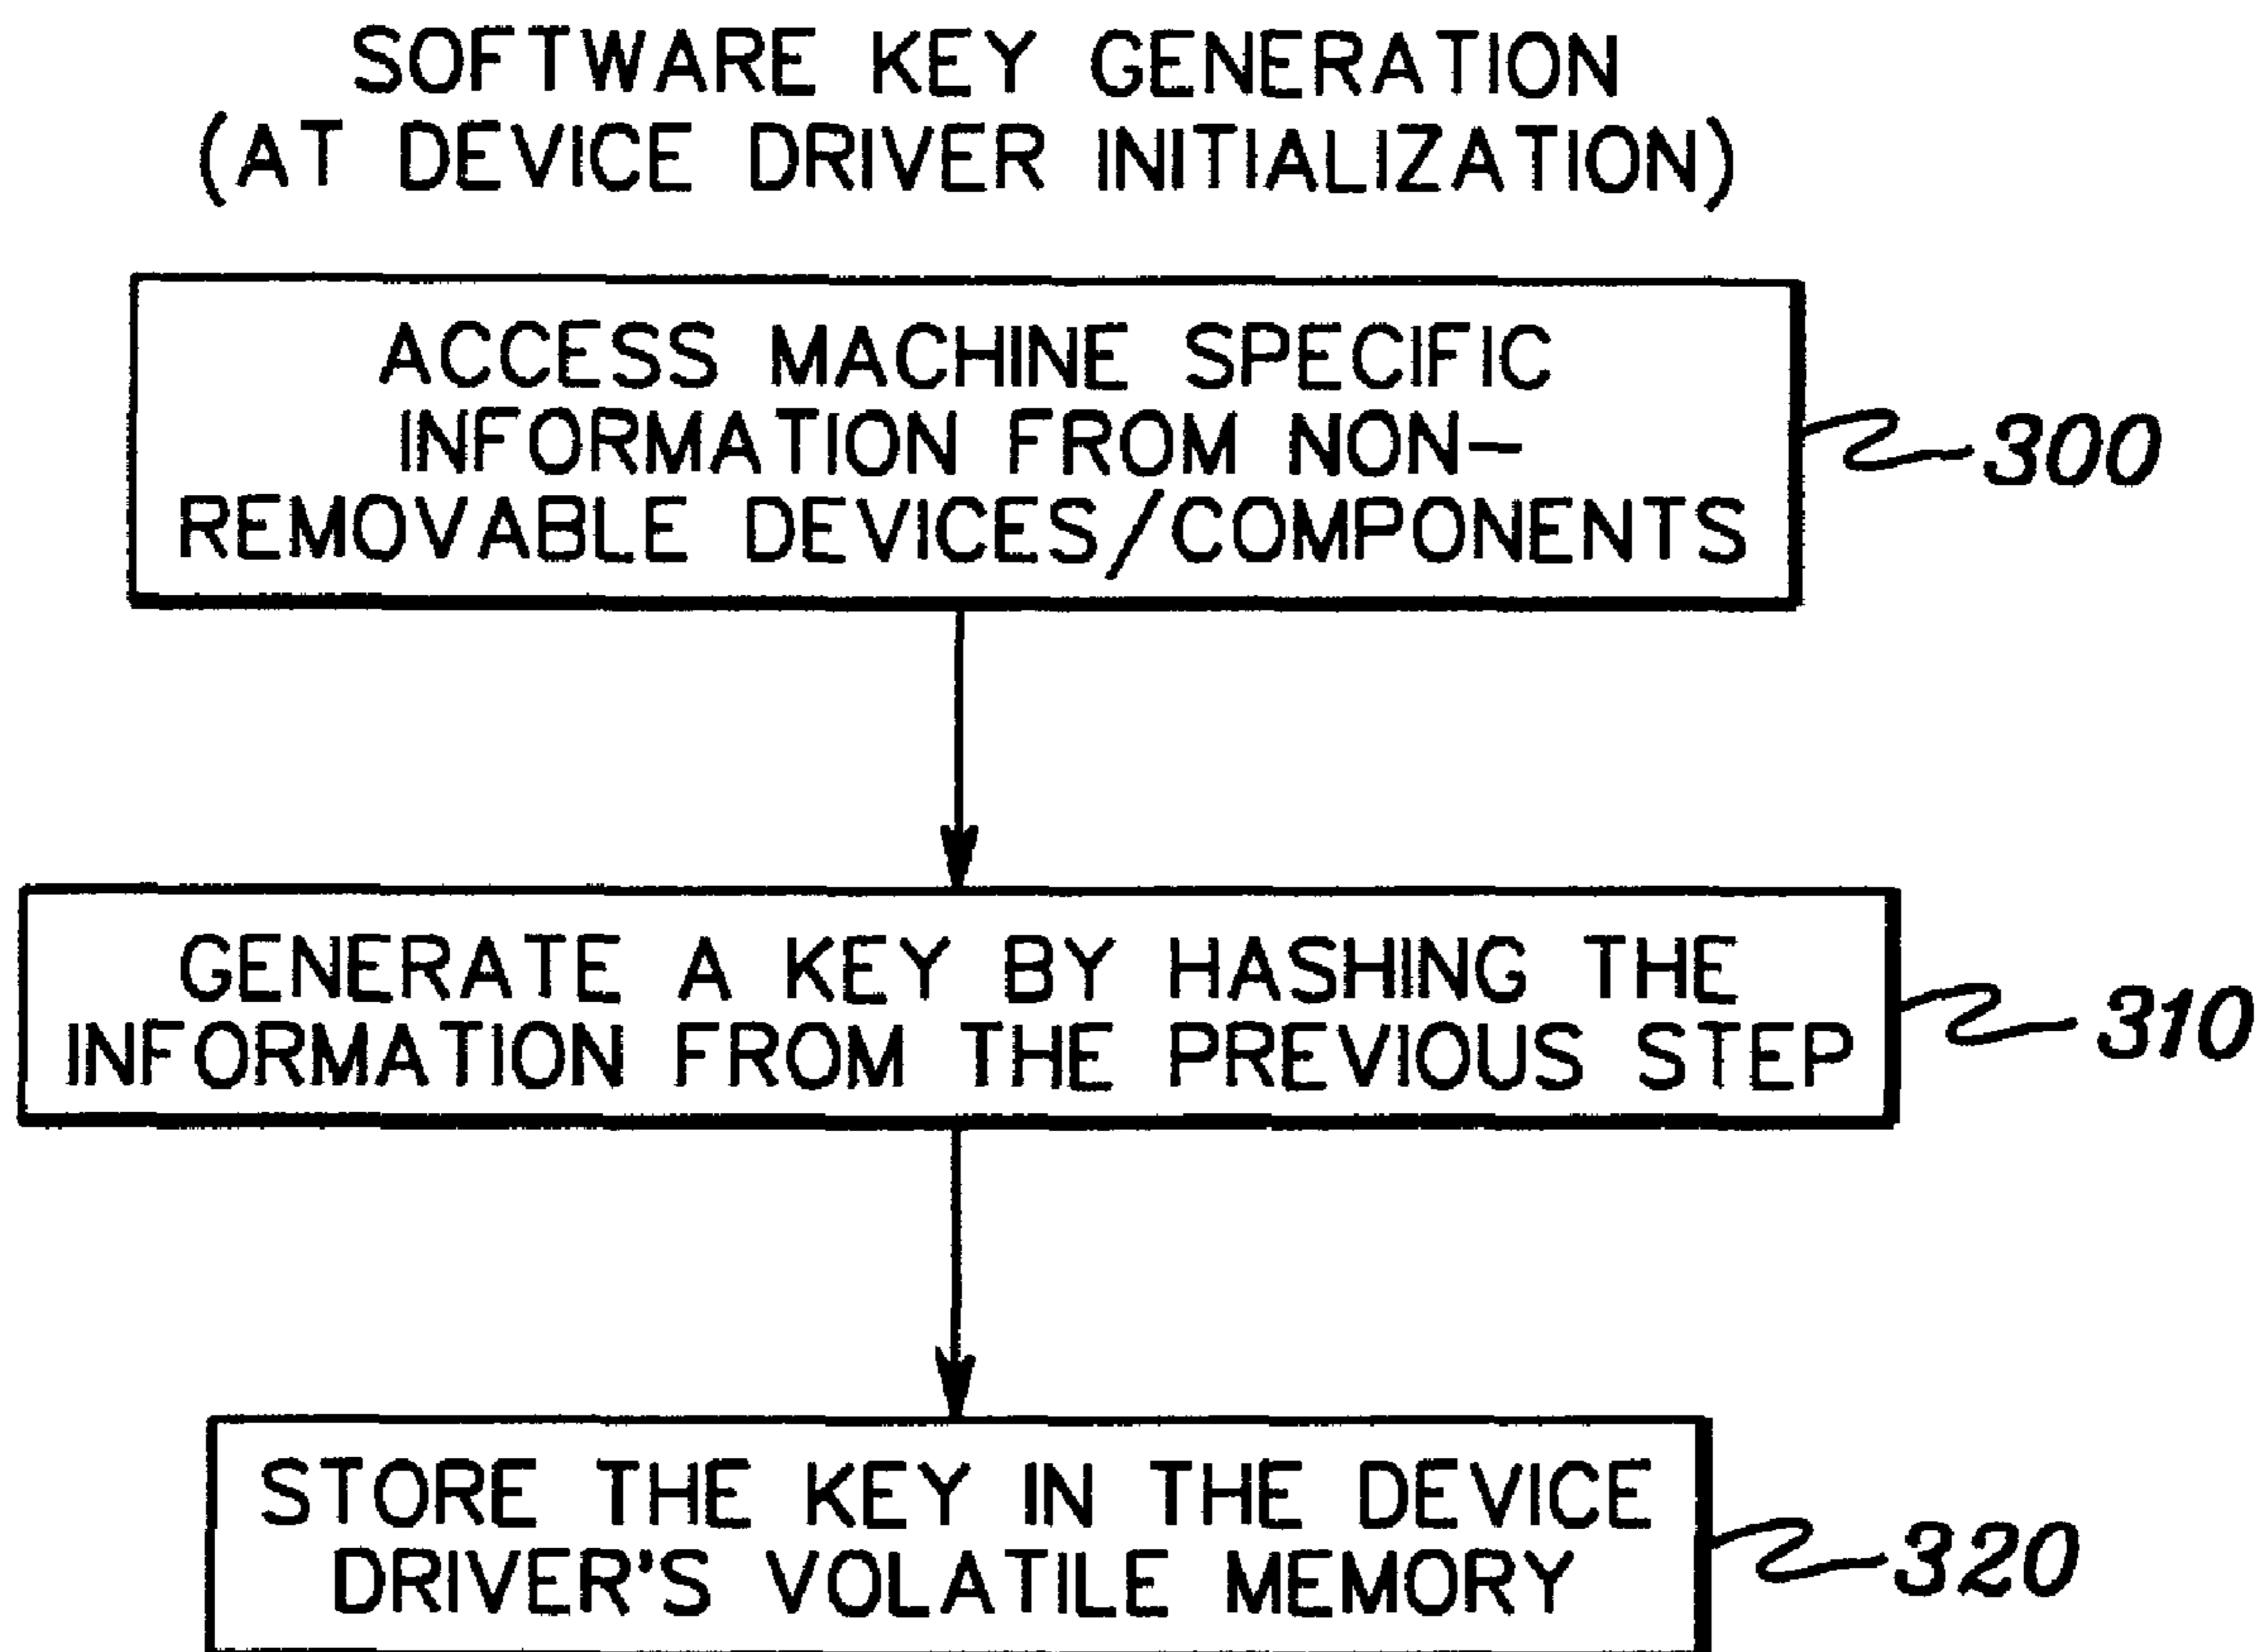 SOFTWARE KEY GENERATION
(AT DEVICE DRIVER INITIALIZATION)
ACCESS MACHINE SPECIFIC
INFORMATION FROM NON-
REMOVABLE DEVICES/COMPONENTS
300
GENERATE A KEY BY HASHING THE
INFORMATION FROM THE PREVIOUS STEP
310
STORE THE KEY IN THE DEVICE
DRIVER'S VOLATILE MEMORY
320